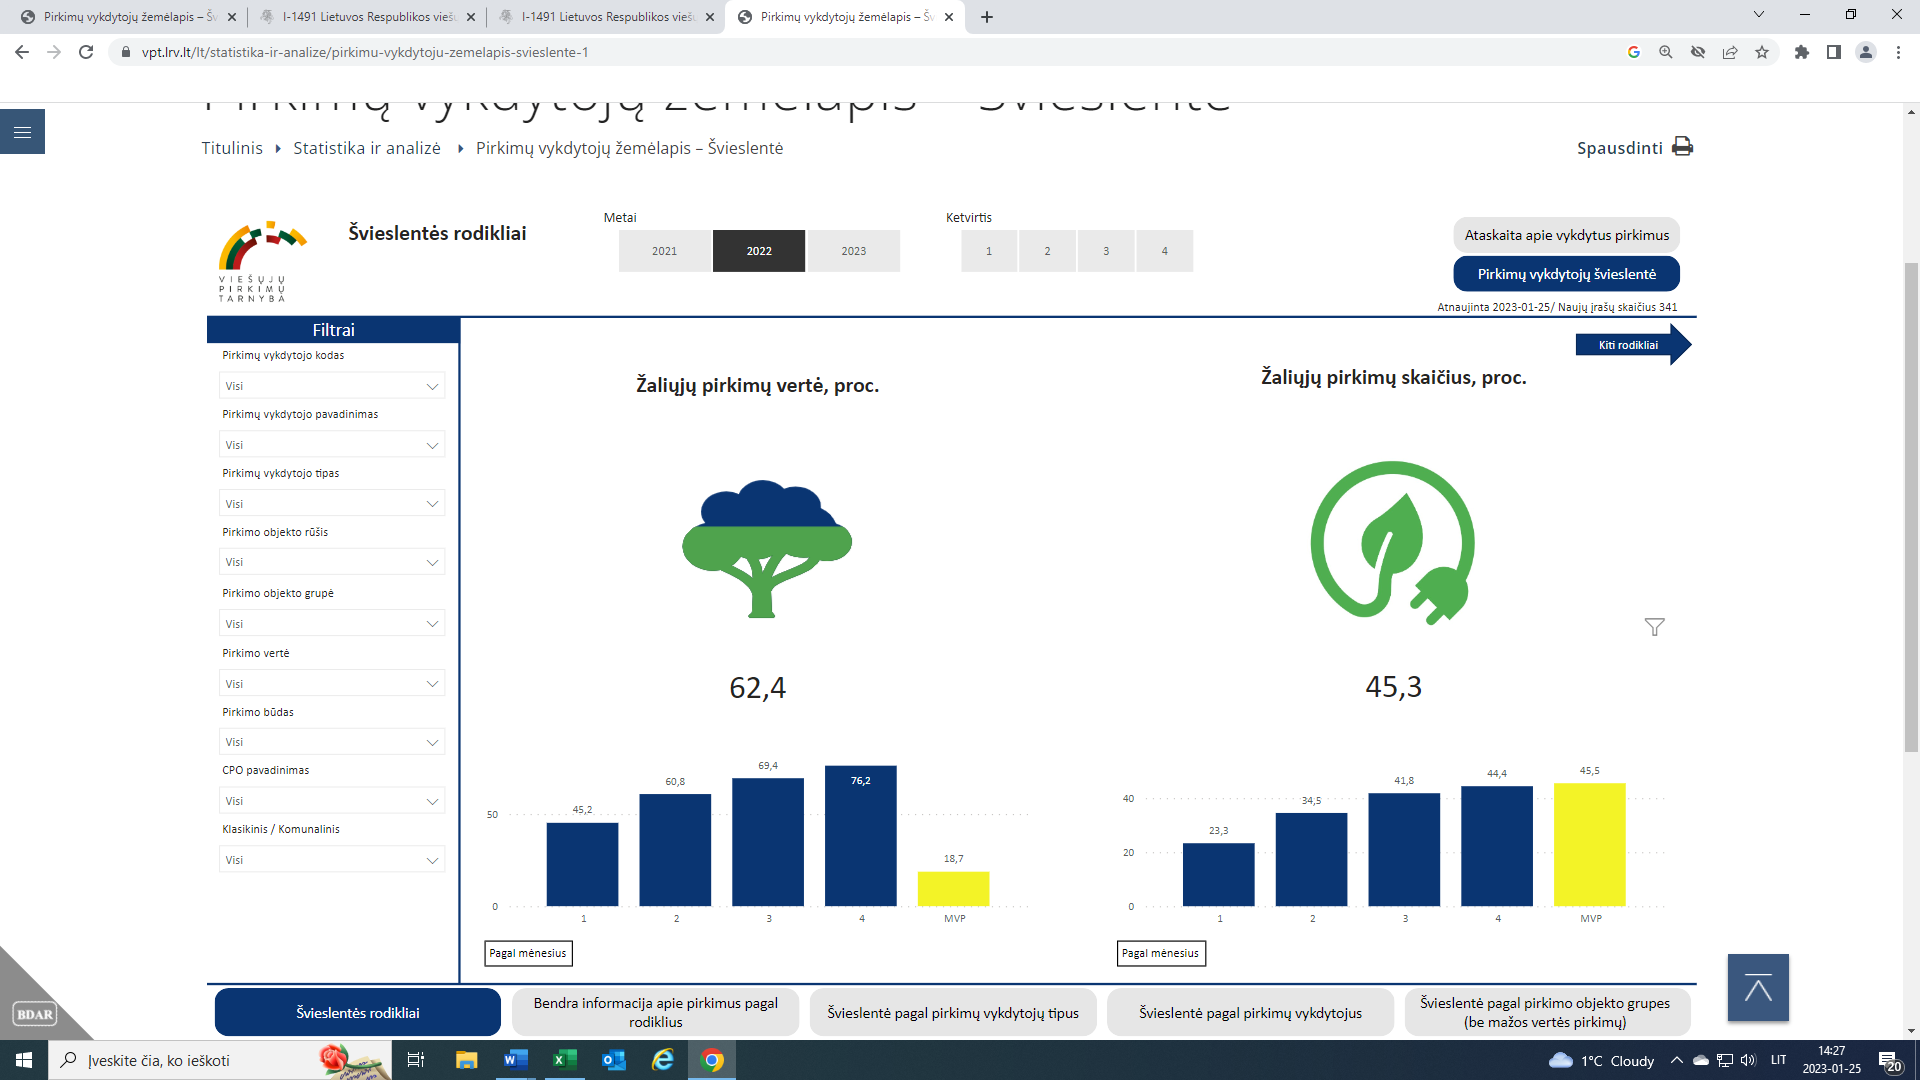 Pirkimų vykdytojų žemėlapis – Šv
I-1491 Lietuvos Respublikos viešų
I-1491 Lietuvos Respublikos viešų
Pirkimų vykdytojų žemėlapis – Šv
vpt.lrv.lt/lt/statistika-ir-analize/pirkimu-vykdytoju-zemelapis-svieslente-1
Pirkimų vykdytojų žemėlapis – Švieslentė
Titulinis Statistika ir analizė Pirkimų vykdytojų žemėlapis – Švieslentė
Spausdinti
VIEŠŲJŲ
PIRKIMŲ
TARNYBA
Švieslentės rodikliai
Metai
2021 2022 2023
Ketvirtis
1 2 3 4
Ataskaita apie vykdytus pirkimus
Pirkimų vykdytojų švieslentė
Atnaujinta 2023-01-25/ Naujų įrašų skaičius 341
Filtrai
Pirkimų vykdytojo kodas
Visi
Pirkimų vykdytojo pavadinimas
Visi
Pirkimų vykdytojo tipas
Visi
Pirkimo objekto rūšis
Visi
Pirkimo objekto grupė
Visi
Pirkimo vertė
Visi
Pirkimo būdas
Visi
CPO pavadinimas
Visi
Klasikinis / Komunalinis
Visi
Kiti rodikliai
Žaliųjų pirkimų vertė, proc.
62,4
50
0
45,2
60,8
69,4
76,2
18,7
1 2 3 4 MVP
Pagal mėnesius
Žaliųjų pirkimų skaičius, proc.
45,3
40
20
0
23,3
34,5
41,8
44,4
45,5
1 2 3 4 MVP
Pagal mėnesius
Švieslentės rodikliai
Bendra informacija apie pirkimus pagal
rodiklius
Švieslentė pagal pirkimų vykdytojų tipus
Švieslentė pagal pirkimų vykdytojus
Švieslentė pagal pirkimo objekto grupes
(be mažos vertės pirkimų)
BDAR
Įveskite čia, ko ieškoti
1°C Cloudy
LIT
14:27
2023-01-25
20